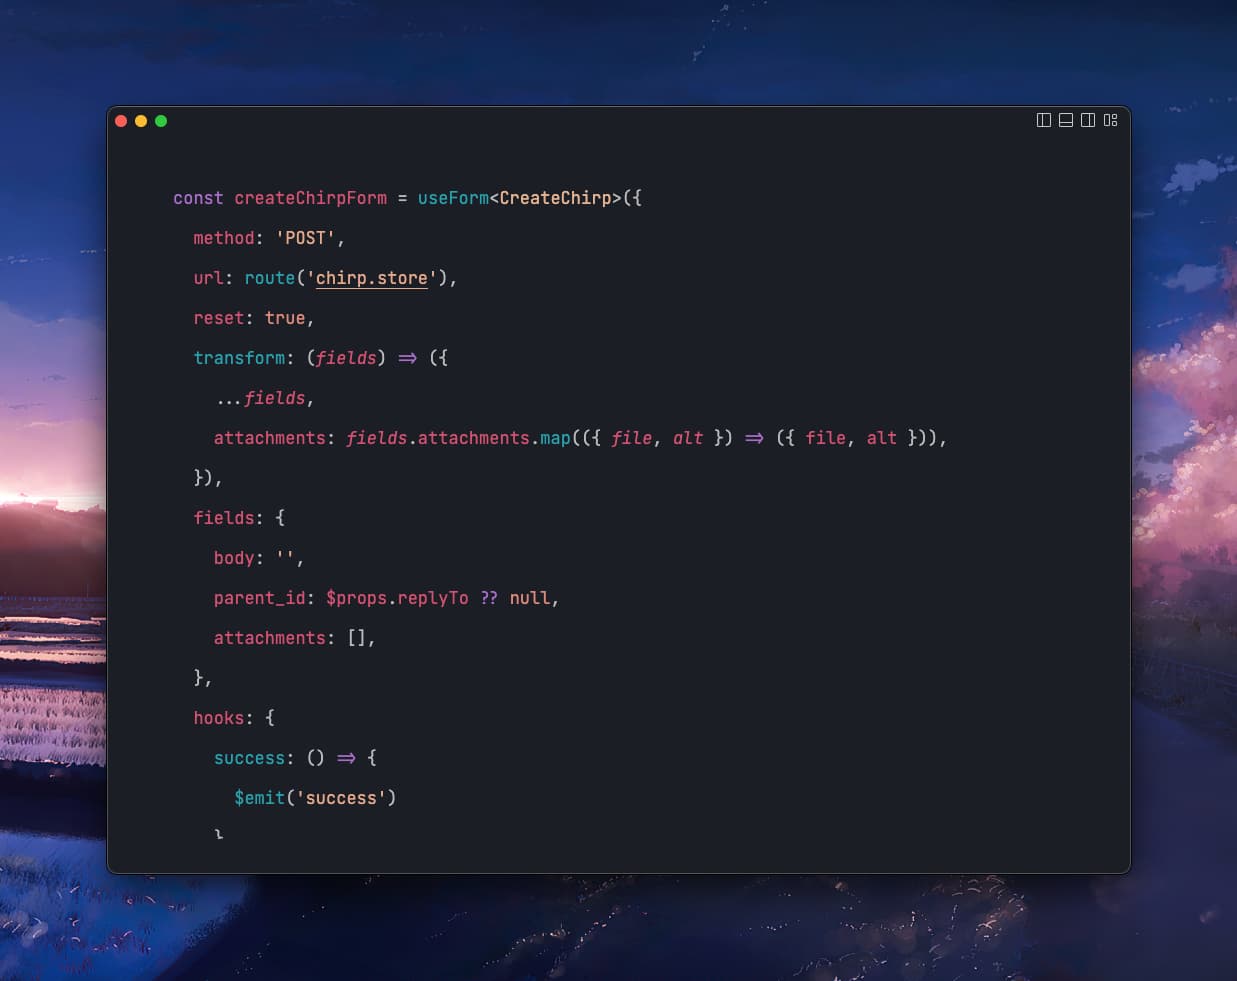 const createChirpForm = useForm<CreateChirp>({
method: 'POST',
url: route('chirp.store'),
reset: true,
transform: (fields) => ({
...fields,
attachments: fields.attachments.map(({ file, alt }) => ({ file, alt })),
}),
fields: {
body: '',
parent_id: $props.replyTo ?? null,
attachments: [],
},
hooks: {
success: () => {
$emit('success')
}